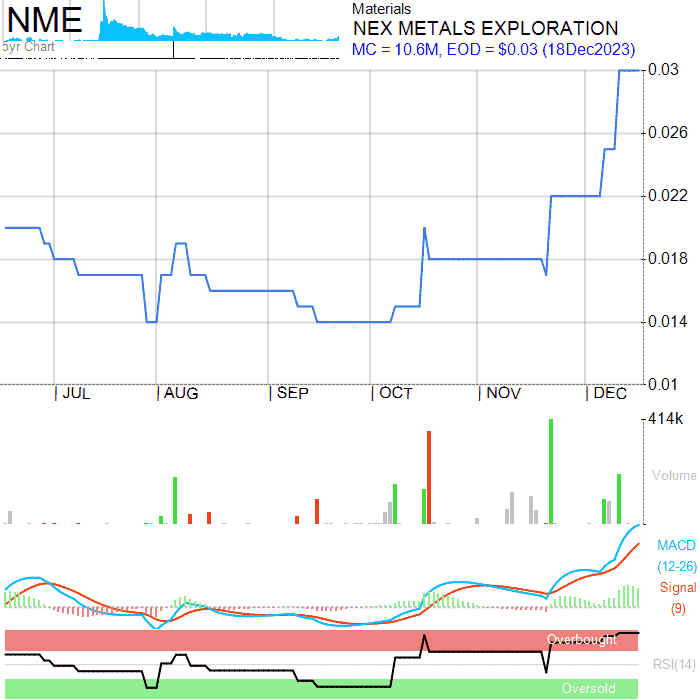 NME
5yr Chart
Materials
NEX METALS EXPLORATION
MC = 10.6M, EOD = $0.03 (18Dec2023)
0.03
0.026
0.022
0.018
0.014
0.01
JUL AUG SEP OCT NOV DEC
414k
Volume
MACD
(12-26)
Signal
(9)
Overbought
RSI(14)
Oversold